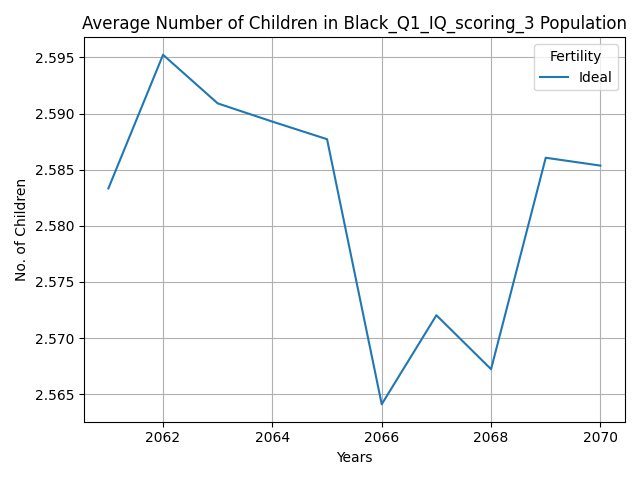 Average Number of Children in Black_Q1_IQ_scoring_3 Population
Fertility
Ideal
2.595
2.590
2.585
2.580
2.575
2.570
2.565
No. of Children
2062 2064 2066 2068 2070
Years